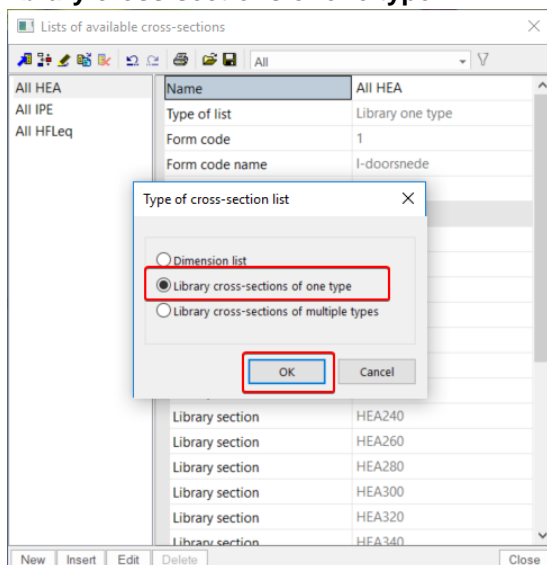 Lists of available cross-sections
All
All HEA
All IPE
All HFLeq
Name All HEA
Type of list Library one type
Form code 1
Form code name I-doorsnede
Type of cross-section list
Dimension list
Library cross-sections of one type
Library cross-sections of multiple types
OK Cancel
Library section HEA240
Library section HEA260
Library section HEA280
Library section HEA300
Library section HEA320
Library section HEA340
New Insert Edit Delete Close